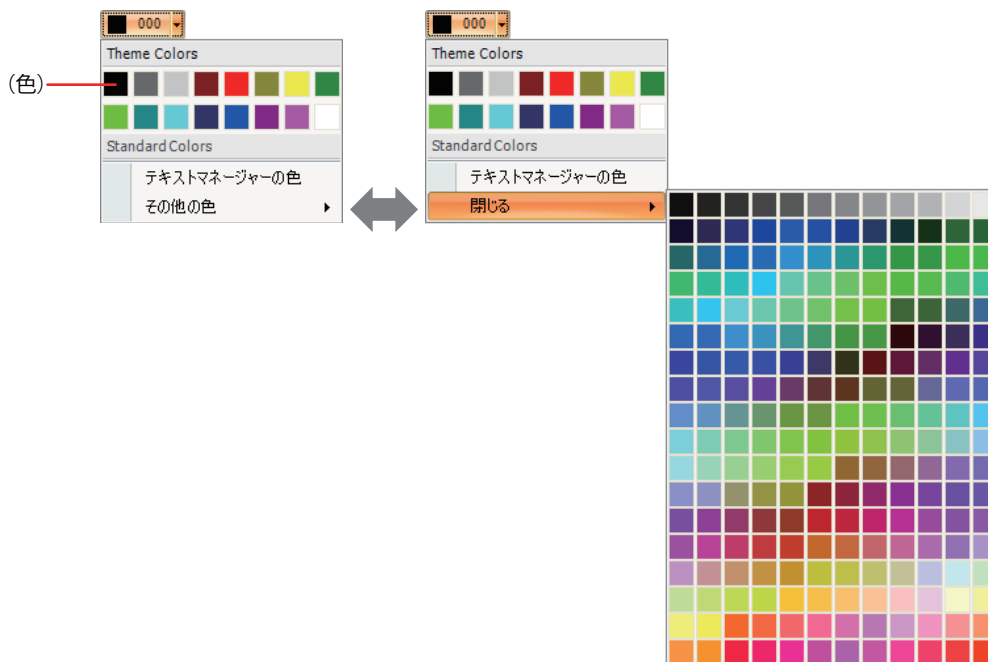 000
Theme Colors
(色)
Standard Colors
テキストマネージャーの色
その他の色
000
Theme Colors
Standard Colors
テキストマネージャーの色
閉じる